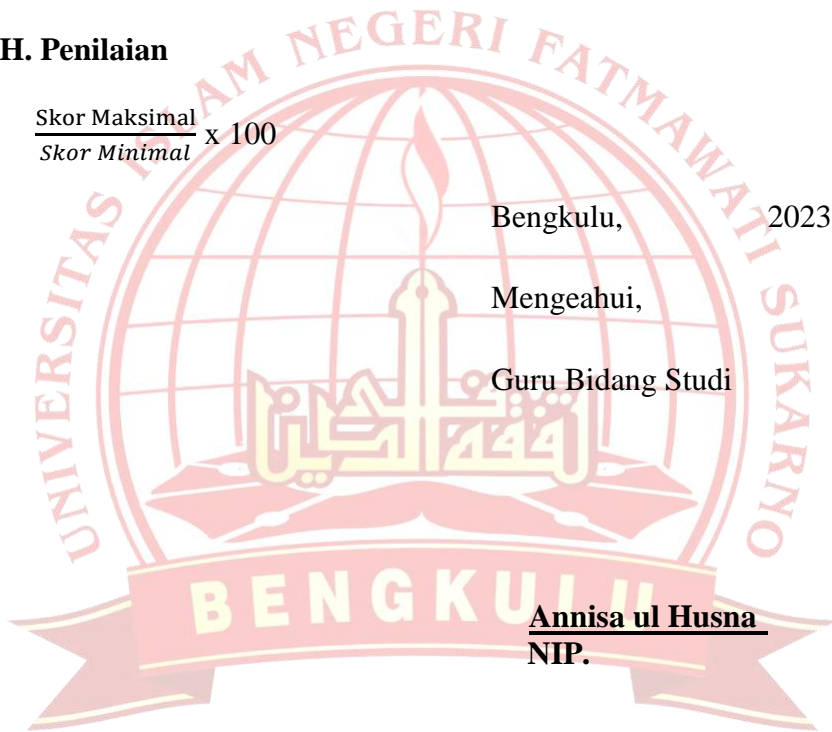 H. Penilaian
Skor Maksimal
Skor Minimal
x 100
Bengkulu, 2023
Mengeahui,
Guru Bidang Studi
Annisa ul Husna
NIP.
UNIVERSITAS ISLAM NEGERI FATMAWATI SUKARNO
BENGKULU